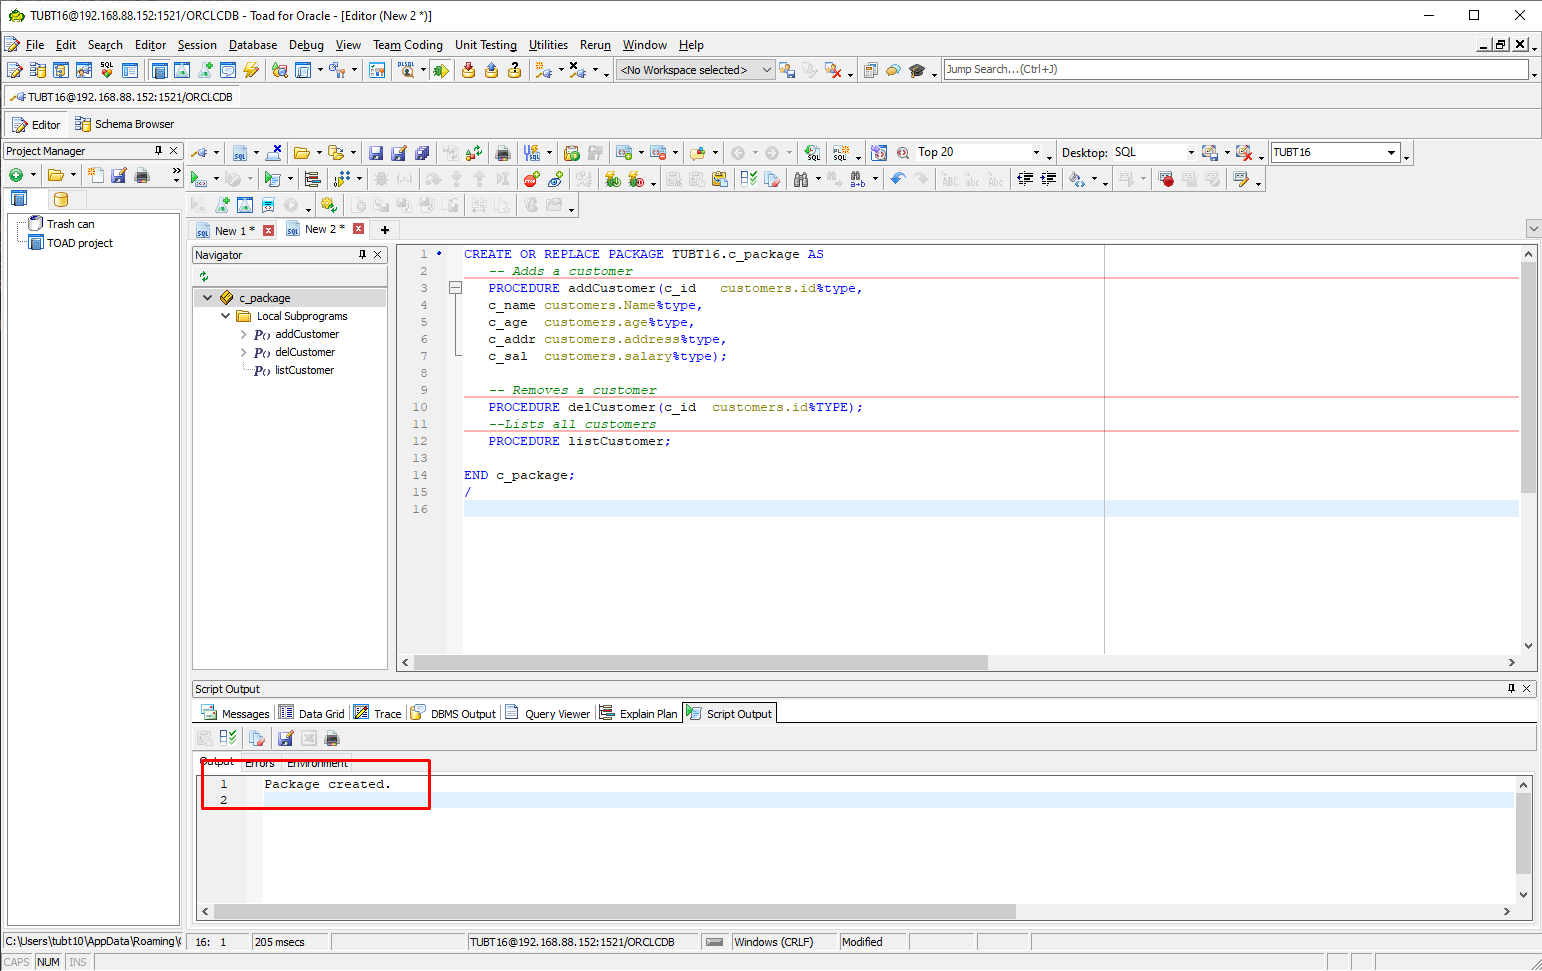 TUBT16@192.168.88.152:1521/ORCLCDB - Toad for Oracle - [Editor (New 2 *)]
File Edit Search Editor Session Database Debug View Team Coding Unit Testing Utilities Rerun Window Help
<No Workspace selected> Jump Search...(Ctrl+J)
TUBT16@192.168.88.152:1521/ORCLCDB
Editor Schema Browser
Project Manager
Top 20 Desktop: SQL TUBT16
Trash can
TOAD project
New 1 * New 2 *
Navigator
c_package
Local Subprograms
addCustomer
delCustomer
listCustomer
1 CREATE OR REPLACE PACKAGE TUBT16.c_package AS
2 -- Adds a customer
3 PROCEDURE addCustomer(c_id customers.id%type,
4 c_name customers.Name%type,
5 c_age customers.age%type,
6 c_addr customers.address%type,
7 c_sal customers.salary%type);
8
9 -- Removes a customer
10 PROCEDURE delCustomer(c_id customers.id%TYPE);
11 --Lists all customers
12 PROCEDURE listCustomer;
13
14 END c_package;
15 /
16
Script Output
Messages Data Grid Trace DBMS Output Query Viewer Explain Plan Script Output
Output Errors Environment
1 Package created.
2
C:\Users\tubt10\AppData\Roaming\ 16: 1 205 msecs TUBT16@192.168.88.152:1521/ORCLCDB Windows (CRLF) Modified
CAPS NUM INS